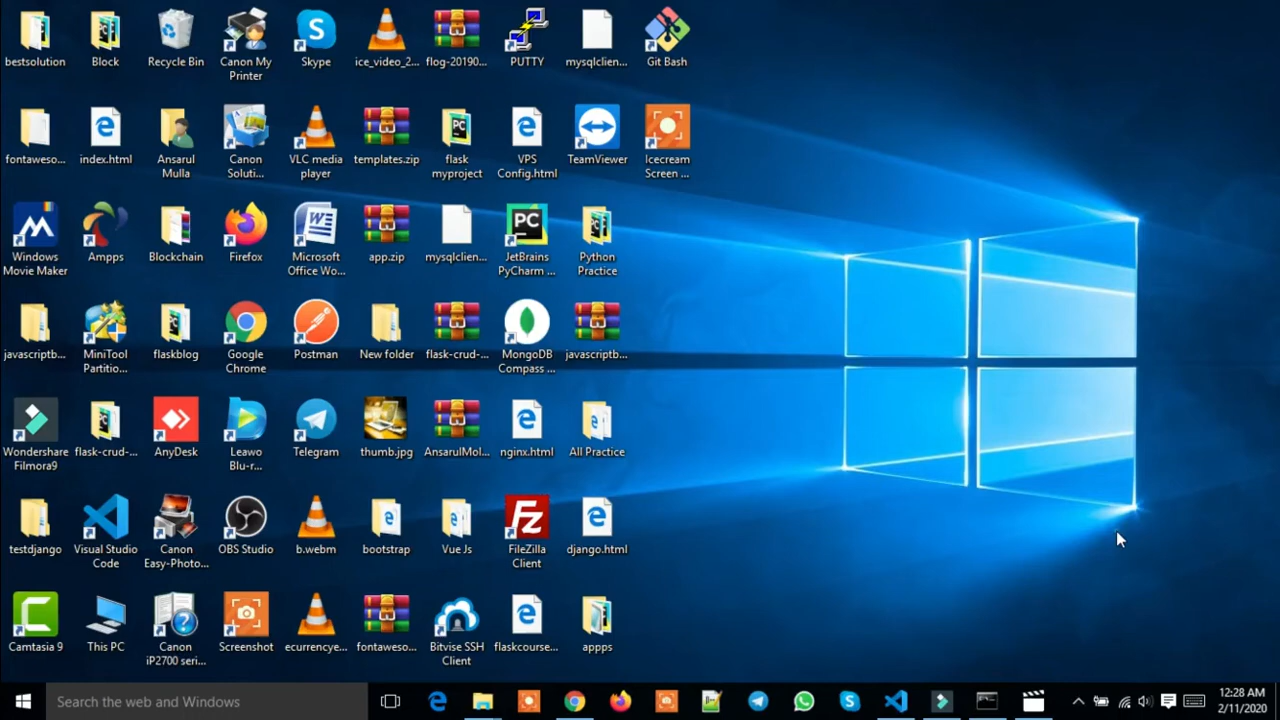 bestsolution
Block
Recycle Bin
Canon My
Printer
Skype
ice_video_2...
flog-20190...
PUTTY
mysqlclien...
Git Bash
fontaweso...
index.html
Ansarul
Mulla
Canon
Soluti...
VLC media
player
templates.zip
flask
myproject
VPS
Config.html
TeamViewer
Icecream
Screen ...
Windows
Movie Maker
Ampps
Blockchain
Firefox
Microsoft
Office Wo...
app.zip
mysqlclien...
JetBrains
PyCharm ...
Python
Practice
javascriptb...
MiniTool
Partitio...
flaskblog
Google
Chrome
Postman
New folder
flask-crud-...
MongoDB
Compass ...
javascriptb...
Wondershare
Filmora9
flask-crud-...
AnyDesk
Leawo
Blu-r...
Telegram
thumb.jpg
AnsarulMol...
nginx.html
All Practice
testdjango
Visual Studio
Code
Canon
Easy-Photo...
OBS Studio
b.webm
bootstrap
Vue Js
FileZilla
Client
django.html
Camtasia 9
This PC
Canon
iP2700 seri...
Screenshot
ecurrencye...
fontaweso...
Bitvise SSH
Client
flaskcourse...
appps
Search the web and Windows
12:28 AM
2/11/2020